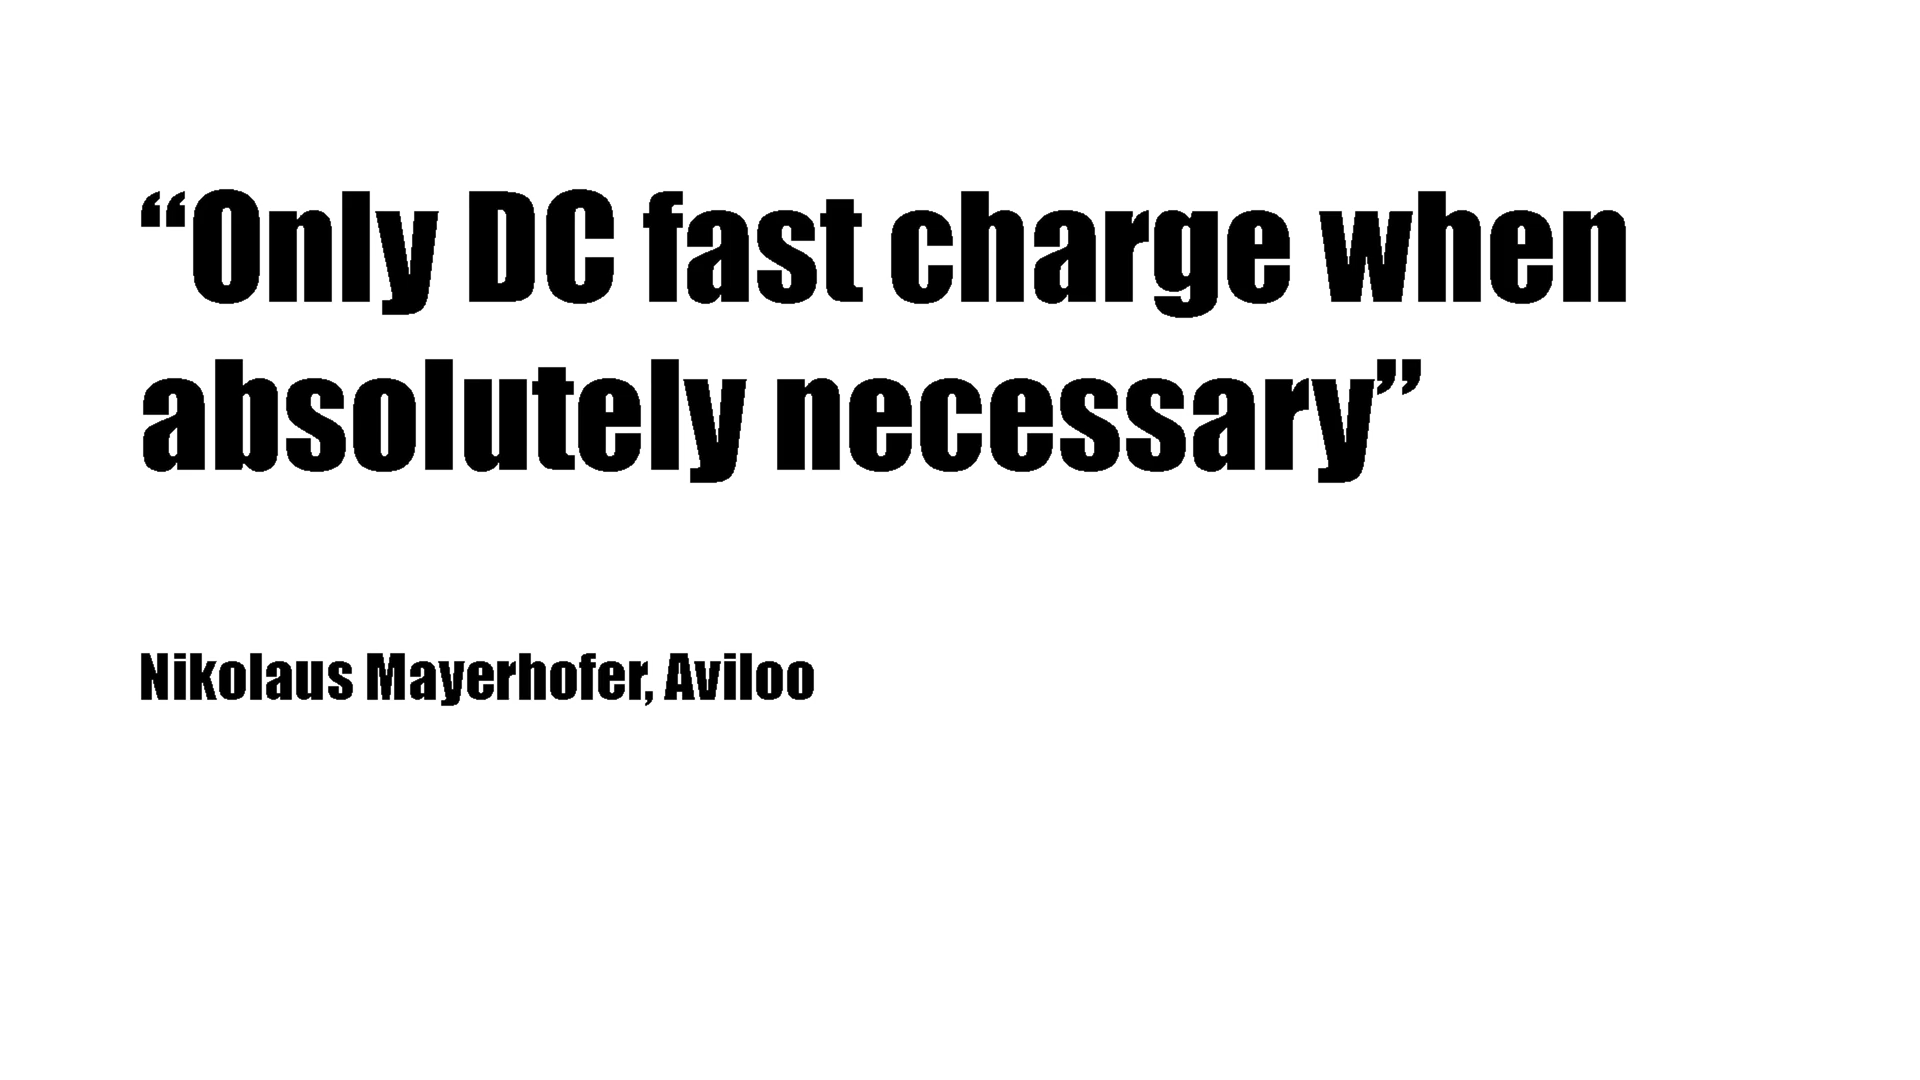 “Only DC fast charge when
absolutely necessary”
Nikolaus Mayerhofer, Aviloo